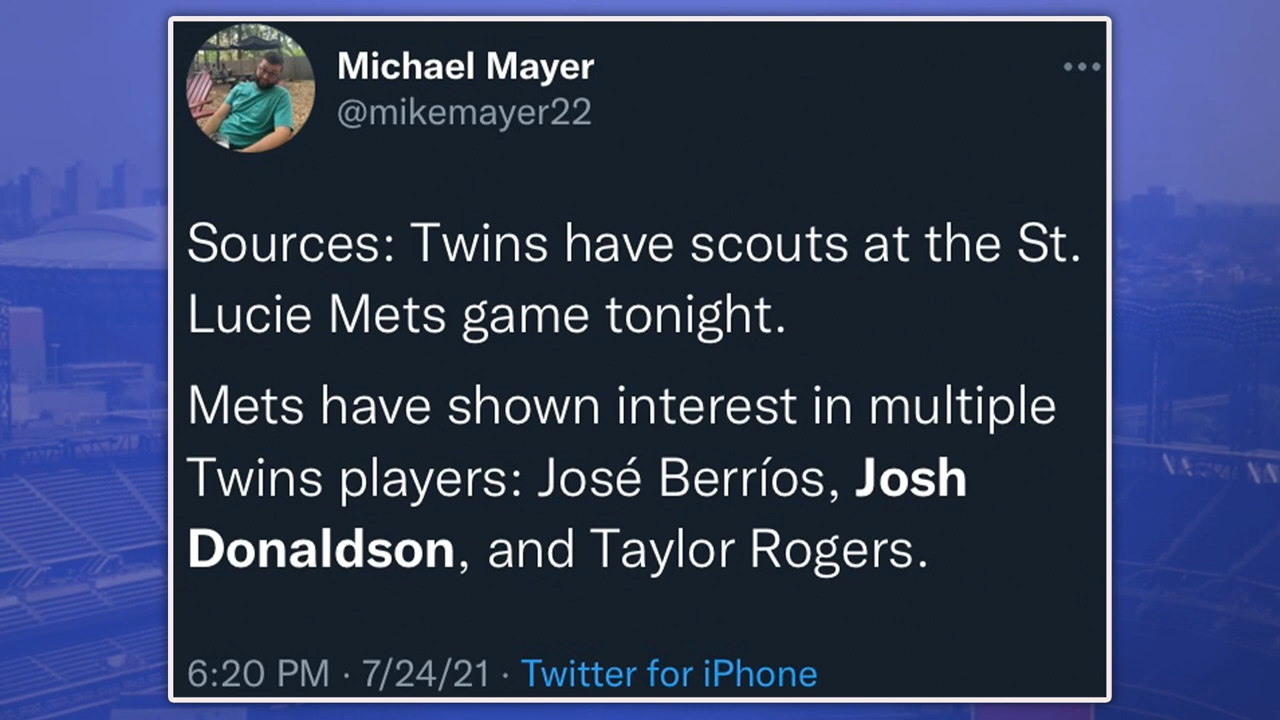 Michael Mayer
@mikemayer22
Sources: Twins have scouts at the St.
Lucie Mets game tonight.
Mets have shown interest in multiple
Twins players: José Berríos, Josh
Donaldson, and Taylor Rogers.
6:20 PM · 7/24/21 · Twitter for iPhone